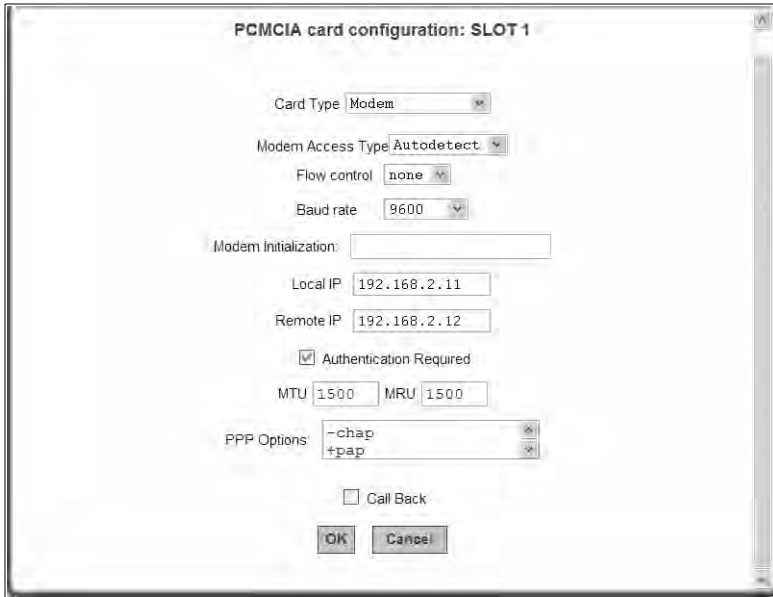 PCMCIA card configuration: SLOT 1
Card Type Modem
Modem Access Type Autodetect
Flow control none
Baud rate 9600
Modem Initialization:
Local IP 192.168.2.11
Remote IP 192.168.2.12
Authentication Required
MTU 1500 MRU 1500
PPP Options: -chap
+pap
Call Back
OK Cancel